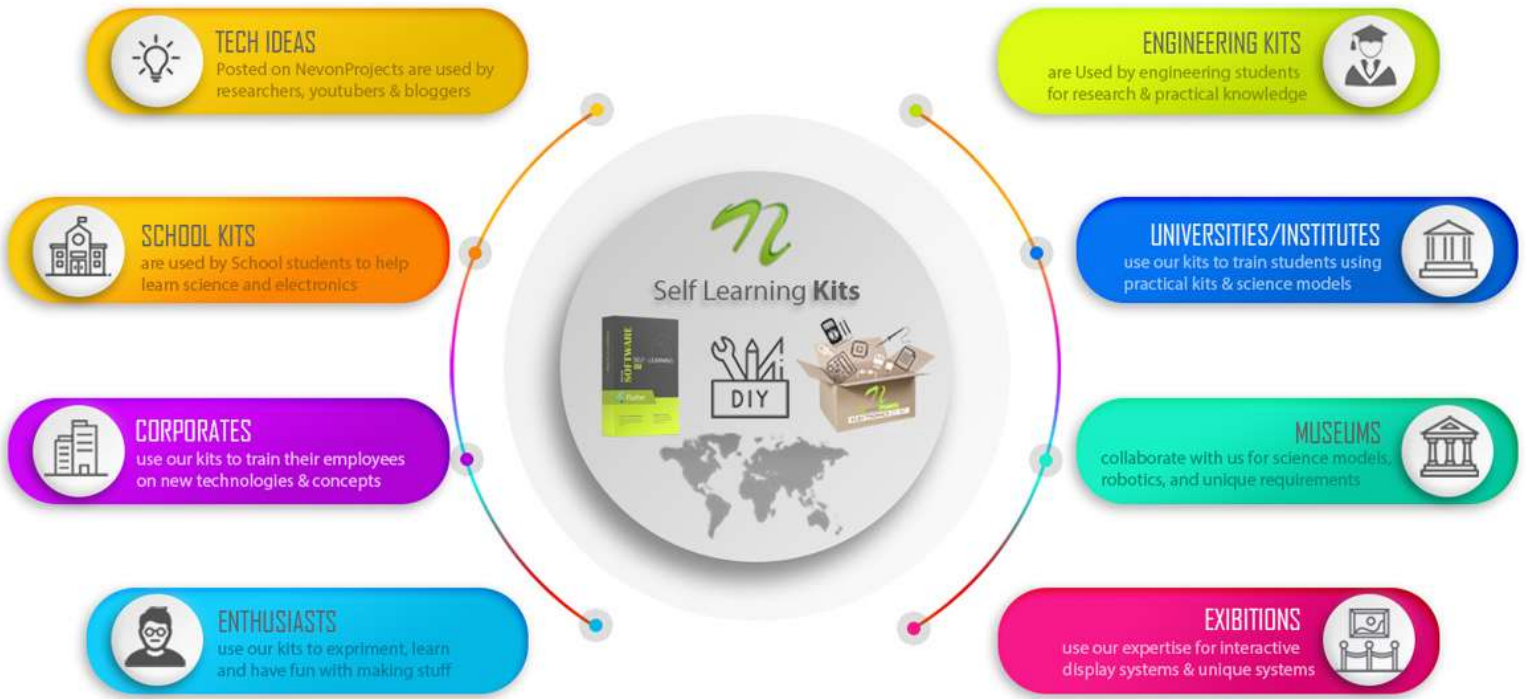 TECH IDEAS
Posted on NevonProjects are used by
researchers, youtubers & bloggers
SCHOOL KITS
are used by School students to help
learn science and electronics
CORPORATES
use our kits to train their employees
on new technologies & concepts
ENTHUSIASTS
use our kits to expriment, learn
and have fun with making stuff
Self Learning Kits
SOFTWARE
SELF - LEARNING
DIY
ENGINEERING KITS
are Used by engineering students
for research & practical knowledge
UNIVERSITIES/INSTITUTES
use our kits to train students using
practical kits & science models
MUSEUMS
collaborate with us for science models,
robotics, and unique requirements
EXIBITIONS
use our expertise for interactive
display systems & unique systems